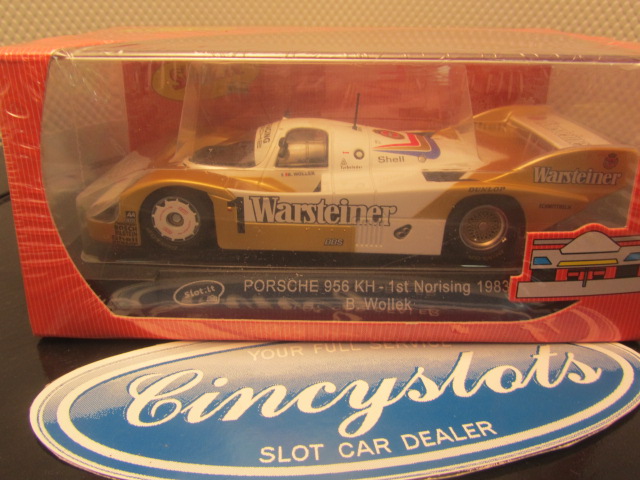 Shell
Warsteiner
DUNLOP
1
Warsteiner
BBS
Slot.it
PORSCHE 956 KH - 1st Norising 1983
B. Wollek
YOUR FULL SERVICE
Cincyslots
SLOT CAR DEALER